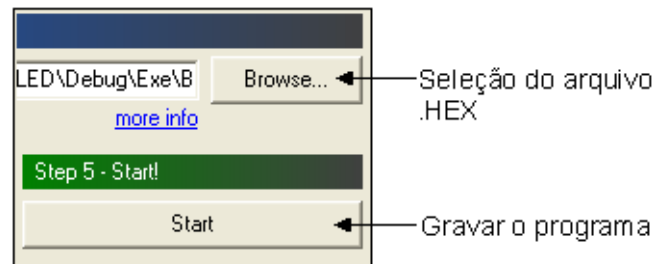 LED\Debug\Exe\B
Browse...
Seleção do arquivo
.HEX
more info
Step 5 - Start!
Start
Gravar o programa